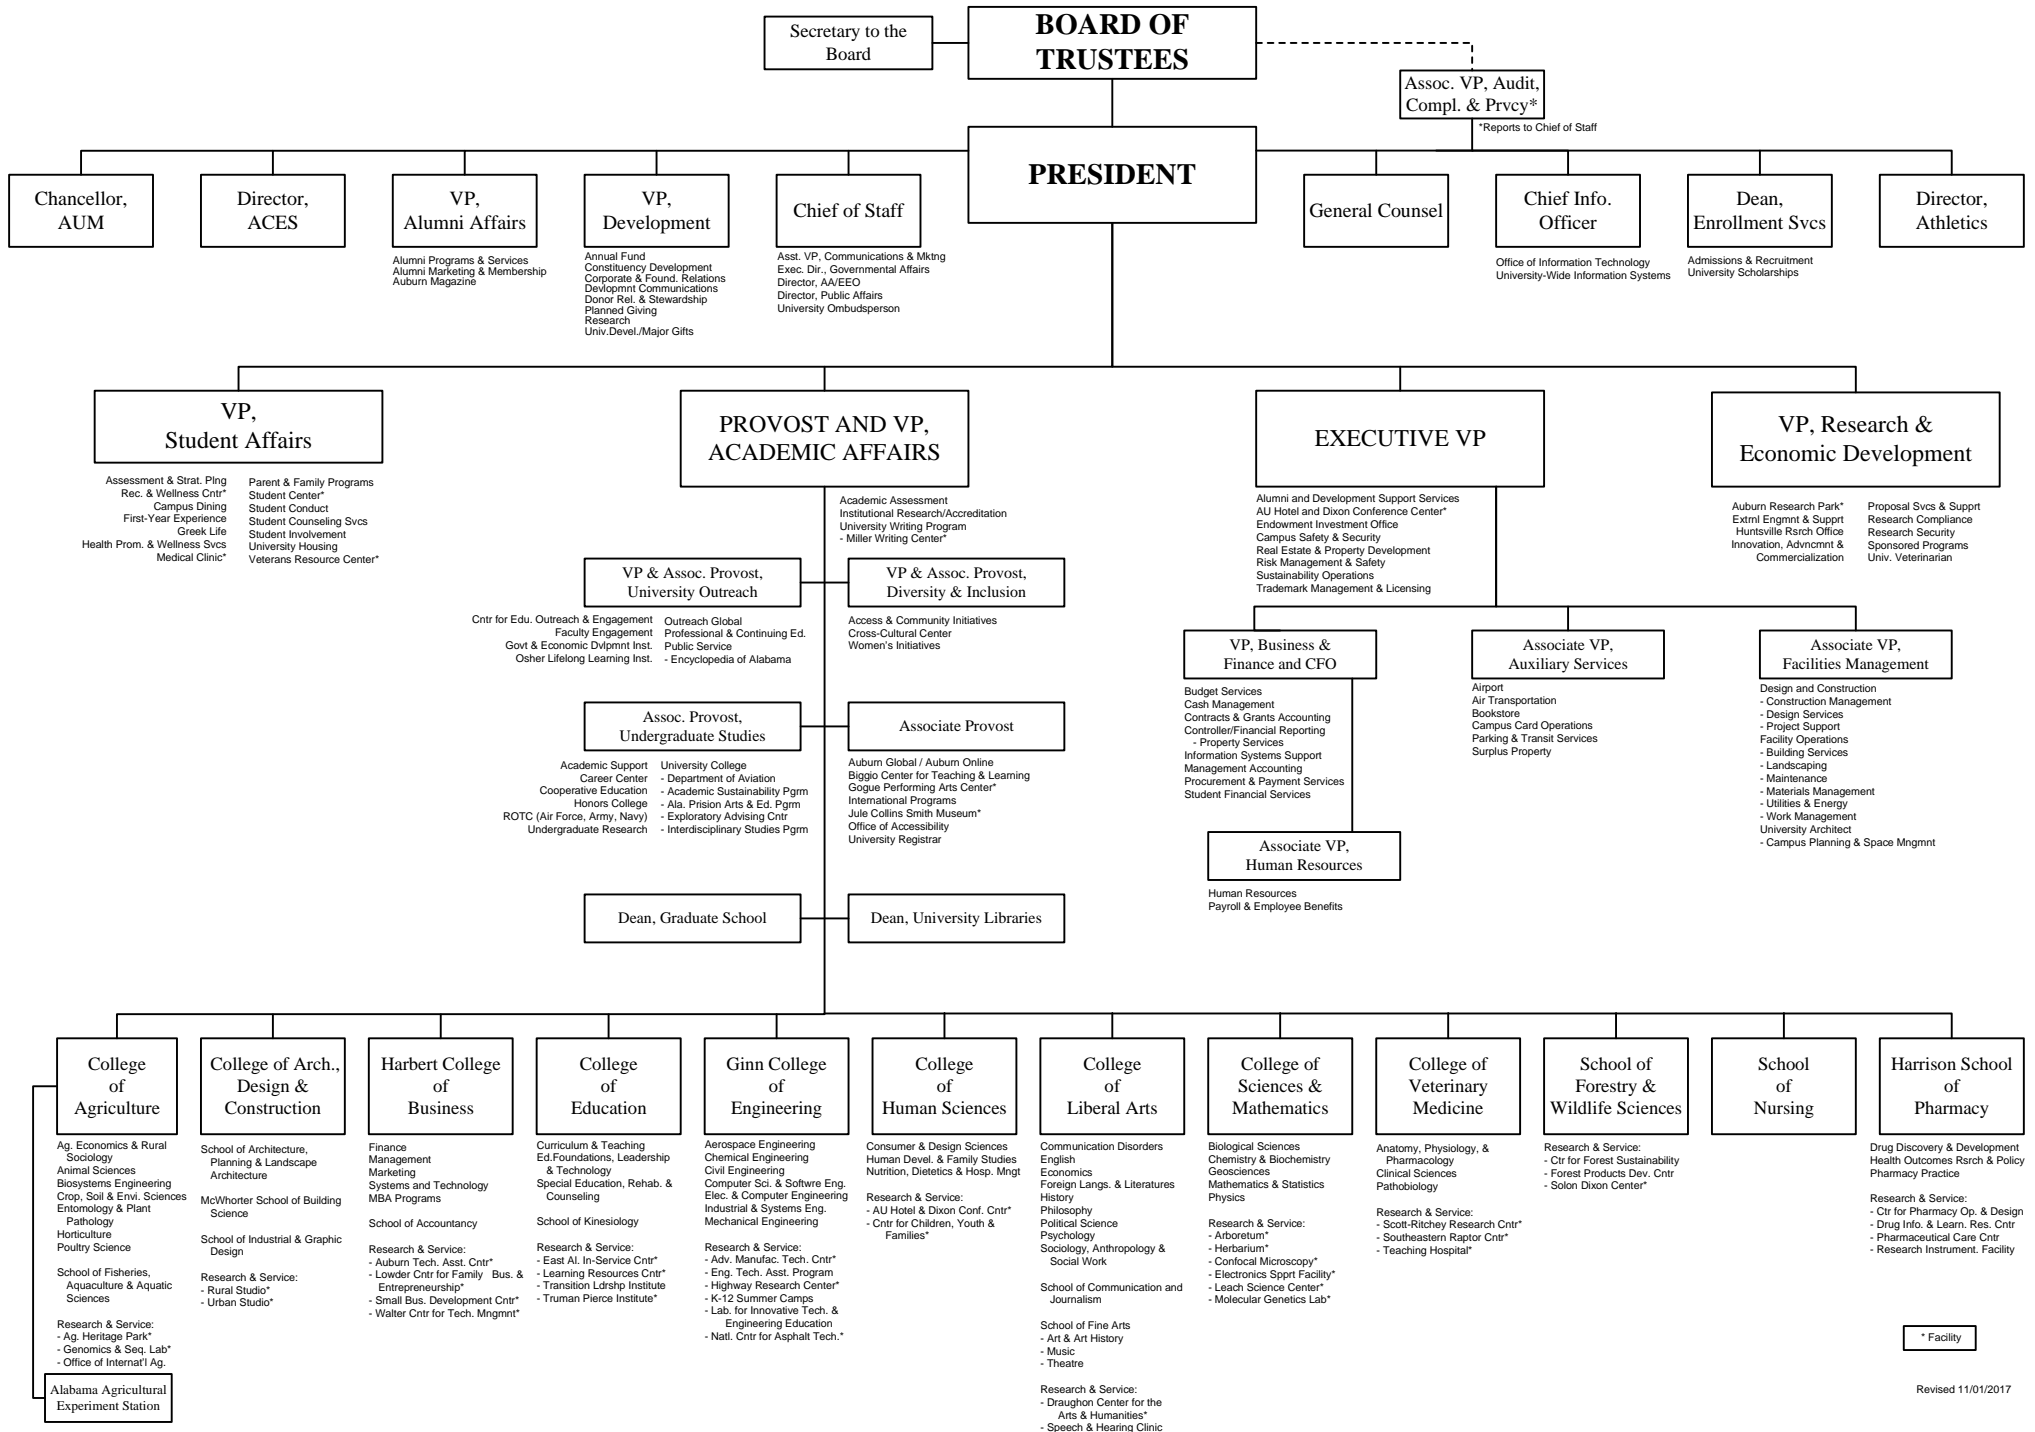 Secretary to the
Board
BOARD OF
TRUSTEES
Assoc. VP, Audit,
Compl. & Prvcy*
*Reports to Chief of Staff
PRESIDENT
Chancellor,
AUM
Director,
ACES
VP,
Alumni Affairs
Alumni Programs & Services
Alumni Marketing & Membership
Auburn Magazine
VP,
Development
Annual Fund
Constituency Development
Corporate & Found. Relations
Devlopmnt Communications
Donor Rel. & Stewardship
Planned Giving
Research
Univ.Devel./Major Gifts
Chief of Staff
Asst. VP, Communications & Mktng
Exec. Dir., Governmental Affairs
Director, AA/EEO
Director, Public Affairs
University Ombudsperson
General Counsel
Chief Info.
Officer
Office of Information Technology
University-Wide Information Systems
Dean,
Enrollment Svcs
Admissions & Recruitment
University Scholarships
Director,
Athletics
VP,
Student Affairs
Assessment & Strat. Plng
Rec. & Wellness Cntr*
Campus Dining
First-Year Experience
Greek Life
Health Prom. & Wellness Svcs
Medical Clinic*
Parent & Family Programs
Student Center*
Student Conduct
Student Counseling Svcs
Student Involvement
University Housing
Veterans Resource Center*
PROVOST AND VP,
ACADEMIC AFFAIRS
Academic Assessment
Institutional Research/Accreditation
University Writing Program
- Miller Writing Center*
VP & Assoc. Provost,
University Outreach
Cntr for Edu. Outreach & Engagement
Faculty Engagement
Govt & Economic Dvlpmnt Inst.
Osher Lifelong Learning Inst.
Outreach Global
Professional & Continuing Ed.
Public Service
- Encyclopedia of Alabama
VP & Assoc. Provost,
Diversity & Inclusion
Access & Community Initiatives
Cross-Cultural Center
Women's Initiatives
Assoc. Provost,
Undergraduate Studies
Academic Support
Career Center
Cooperative Education
Honors College
ROTC (Air Force, Army, Navy)
Undergraduate Research
University College
- Department of Aviation
- Academic Sustainability Pgrm
- Ala. Prision Arts & Ed. Pgrm
- Exploratory Advising Cntr
- Interdisciplinary Studies Pgrm
Associate Provost
Auburn Global / Auburn Online
Biggio Center for Teaching & Learning
Gogue Performing Arts Center*
International Programs
Jule Collins Smith Museum*
Office of Accessibility
University Registrar
Dean, Graduate School
Dean, University Libraries
EXECUTIVE VP
Alumni and Development Support Services
AU Hotel and Dixon Conference Center*
Endowment Investment Office
Campus Safety & Security
Real Estate & Property Development
Risk Management & Safety
Sustainability Operations
Trademark Management & Licensing
VP, Business &
Finance and CFO
Budget Services
Cash Management
Contracts & Grants Accounting
Controller/Financial Reporting
- Property Services
Information Systems Support
Management Accounting
Procurement & Payment Services
Student Financial Services
Associate VP,
Human Resources
Human Resources
Payroll & Employee Benefits
Associate VP,
Auxiliary Services
Airport
Air Transportation
Bookstore
Campus Card Operations
Parking & Transit Services
Surplus Property
Associate VP,
Facilities Management
Design and Construction
- Construction Management
- Design Services
- Project Support
Facility Operations
- Building Services
- Landscaping
- Maintenance
- Materials Management
- Utilities & Energy
- Work Management
University Architect
- Campus Planning & Space Mngmnt
VP, Research &
Economic Development
Auburn Research Park*
Extrnl Engmnt & Supprt
Huntsville Rsrch Office
Innovation, Advncmnt &
Commercialization
Proposal Svcs & Supprt
Research Compliance
Research Security
Sponsored Programs
Univ. Veterinarian
College
of
Agriculture
Ag. Economics & Rural
Sociology
Animal Sciences
Biosystems Engineering
Crop, Soil & Envi. Sciences
Entomology & Plant
Pathology
Horticulture
Poultry Science
School of Fisheries,
Aquaculture & Aquatic
Sciences
Research & Service:
- Ag. Heritage Park*
- Genomics & Seq. Lab*
- Office of Internat'l Ag.
Alabama Agricultural
Experiment Station
College of Arch.,
Design &
Construction
School of Architecture,
Planning & Landscape
Architecture
McWhorter School of Building
Science
School of Industrial & Graphic
Design
Research & Service:
- Rural Studio*
- Urban Studio*
Harbert College
of
Business
Finance
Management
Marketing
Systems and Technology
MBA Programs
School of Accountancy
Research & Service:
- Auburn Tech. Asst. Cntr*
- Lowder Cntr for Family Bus. &
Entrepreneurship*
- Small Bus. Development Cntr*
- Walter Cntr for Tech. Mngmnt*
College
of
Education
Curriculum & Teaching
Ed.Foundations, Leadership
& Technology
Special Education, Rehab. &
Counseling
School of Kinesiology
Research & Service:
- East Al. In-Service Cntr*
- Learning Resources Cntr*
- Transition Ldrshp Institute
- Truman Pierce Institute*
Ginn College
of
Engineering
Aerospace Engineering
Chemical Engineering
Civil Engineering
Computer Sci. & Softwre Eng.
Elec. & Computer Engineering
Industrial & Systems Eng.
Mechanical Engineering
Research & Service:
- Adv. Manufac. Tech. Cntr*
- Eng. Tech. Asst. Program
- Highway Research Center*
- K-12 Summer Camps
- Lab. for Innovative Tech. &
Engineering Education
- Natl. Cntr for Asphalt Tech.*
College
of
Human Sciences
Consumer & Design Sciences
Human Devel. & Family Studies
Nutrition, Dietetics & Hosp. Mngt
Research & Service:
- AU Hotel & Dixon Conf. Cntr*
- Cntr for Children, Youth &
Families*
College
of
Liberal Arts
Communication Disorders
English
Economics
Foreign Langs. & Literatures
History
Philosophy
Political Science
Psychology
Sociology, Anthropology &
Social Work
School of Communication and
Journalism
School of Fine Arts
- Art & Art History
- Music
- Theatre
Research & Service:
- Draughon Center for the
Arts & Humanities*
- Speech & Hearing Clinic
College of
Sciences &
Mathematics
Biological Sciences
Chemistry & Biochemistry
Geosciences
Mathematics & Statistics
Physics
Research & Service:
- Arboretum*
- Herbarium*
- Confocal Microscopy*
- Electronics Spprt Facility*
- Leach Science Center*
- Molecular Genetics Lab*
College of
Veterinary
Medicine
Anatomy, Physiology, &
Pharmacology
Clinical Sciences
Pathobiology
Research & Service:
- Scott-Ritchey Research Cntr*
- Southeastern Raptor Cntr*
- Teaching Hospital*
School of
Forestry &
Wildlife Sciences
Research & Service:
- Ctr for Forest Sustainability
- Forest Products Dev. Cntr
- Solon Dixon Center*
School
of
Nursing
Harrison School
of
Pharmacy
Drug Discovery & Development
Health Outcomes Rsrch & Policy
Pharmacy Practice
Research & Service:
- Ctr for Pharmacy Op. & Design
- Drug Info. & Learn. Res. Cntr
- Pharmaceutical Care Cntr
- Research Instrument. Facility
* Facility
Revised 11/01/2017